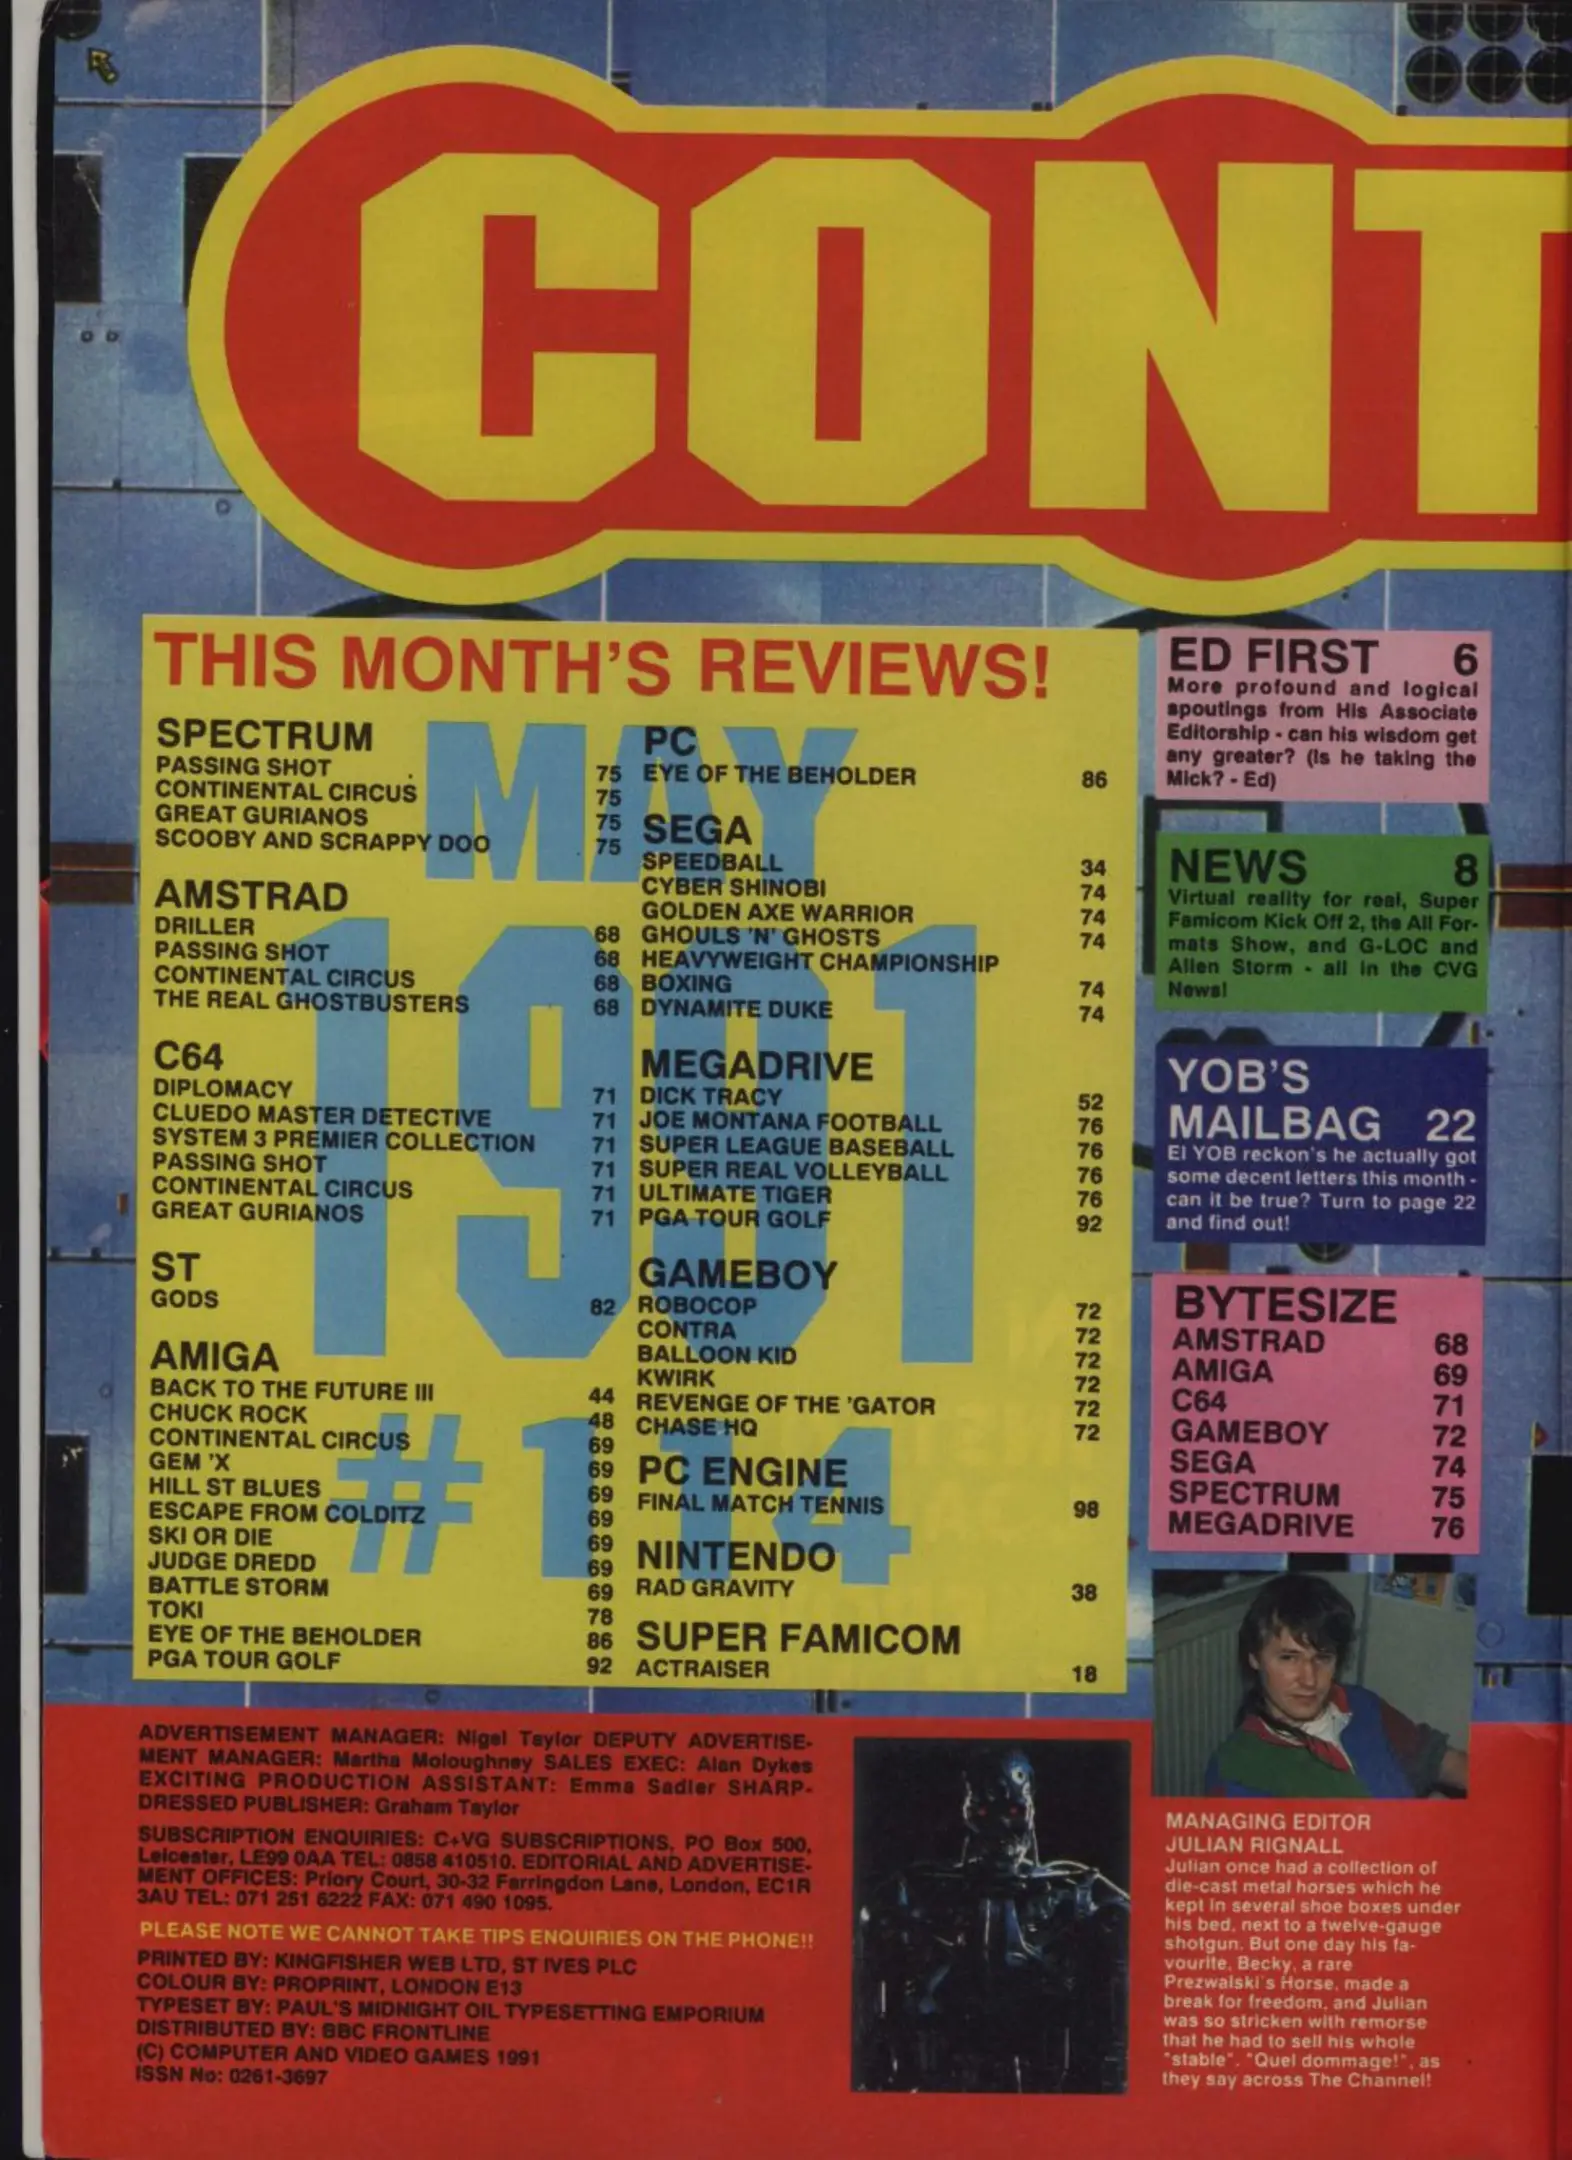 CONT
THIS MONTH'S REVIEWS!
MAY
1991
#114
SPECTRUM
PASSING SHOT 75
CONTINENTAL CIRCUS 75
GREAT GURIANOS 75
SCOOBY AND SCRAPPY DOO 75
AMSTRAD
DRILLER 68
PASSING SHOT 68
CONTINENTAL CIRCUS 68
THE REAL GHOSTBUSTERS 68
C64
DIPLOMACY 71
CLUEDO MASTER DETECTIVE 71
SYSTEM 3 PREMIER COLLECTION 71
PASSING SHOT 71
CONTINENTAL CIRCUS 71
GREAT GURIANOS 71
ST
GODS 82
AMIGA
BACK TO THE FUTURE III 44
CHUCK ROCK 48
CONTINENTAL CIRCUS 69
GEM 'X 69
HILL ST BLUES 69
ESCAPE FROM COLDITZ 69
SKI OR DIE 69
JUDGE DREDD 69
BATTLE STORM 69
TOKI 78
EYE OF THE BEHOLDER 86
PGA TOUR GOLF 92
PC
EYE OF THE BEHOLDER 86
SEGA
SPEEDBALL 34
CYBER SHINOBI 74
GOLDEN AXE WARRIOR 74
GHOULS 'N' GHOSTS 74
HEAVYWEIGHT CHAMPIONSHIP
BOXING 74
DYNAMITE DUKE 74
MEGADRIVE
DICK TRACY 52
JOE MONTANA FOOTBALL 76
SUPER LEAGUE BASEBALL 76
SUPER REAL VOLLEYBALL 76
ULTIMATE TIGER 76
PGA TOUR GOLF 92
GAMEBOY
ROBOCOP 72
CONTRA 72
BALLOON KID 72
KWIRK 72
REVENGE OF THE 'GATOR 72
CHASE HQ 72
PC ENGINE
FINAL MATCH TENNIS 98
NINTENDO
RAD GRAVITY 38
SUPER FAMICOM
ACTRAISER 18
ED FIRST 6
More profound and logical
spoutings from His Associate
Editorship - can his wisdom get
any greater? (Is he taking the
Mick? - Ed)
NEWS 8
Virtual reality for real, Super
Famicom Kick Off 2, the All For-
mats Show, and G-LOC and
Alien Storm - all in the CVG
News!
YOB'S
MAILBAG 22
El YOB reckon's he actually got
some decent letters this month -
can it be true? Turn to page 22
and find out!
BYTESIZE
AMSTRAD 68
AMIGA 69
C64 71
GAMEBOY 72
SEGA 74
SPECTRUM 75
MEGADRIVE 76
ADVERTISEMENT MANAGER: Nigel Taylor DEPUTY ADVERTISE-
MENT MANAGER: Martha Moloughney SALES EXEC: Alan Dykes
EXCITING PRODUCTION ASSISTANT: Emma Sadler SHARP-
DRESSED PUBLISHER: Graham Taylor
SUBSCRIPTION ENQUIRIES: C+VG SUBSCRIPTIONS, PO Box 500,
Leicester, LE99 0AA TEL: 0858 410510. EDITORIAL AND ADVERTISE-
MENT OFFICES: Priory Court, 30-32 Farringdon Lane, London, EC1R
3AU TEL: 071 251 6222 FAX: 071 490 1095.
PLEASE NOTE WE CANNOT TAKE TIPS ENQUIRIES ON THE PHONE!!
PRINTED BY: KINGFISHER WEB LTD, ST IVES PLC
COLOUR BY: PROPRINT, LONDON E13
TYPESET BY: PAUL'S MIDNIGHT OIL TYPESETTING EMPORIUM
DISTRIBUTED BY: BBC FRONTLINE
(C) COMPUTER AND VIDEO GAMES 1991
ISSN No: 0261-3697
MANAGING EDITOR
JULIAN RIGNALL
Julian once had a collection of
die-cast metal horses which he
kept in several shoe boxes under
his bed, next to a twelve-gauge
shotgun. But one day his fa-
vourite, Becky, a rare
Prezwalski's Horse, made a
break for freedom, and Julian
was so stricken with remorse
that he had to sell his whole
"stable". "Quel dommage!", as
they say across The Channel!